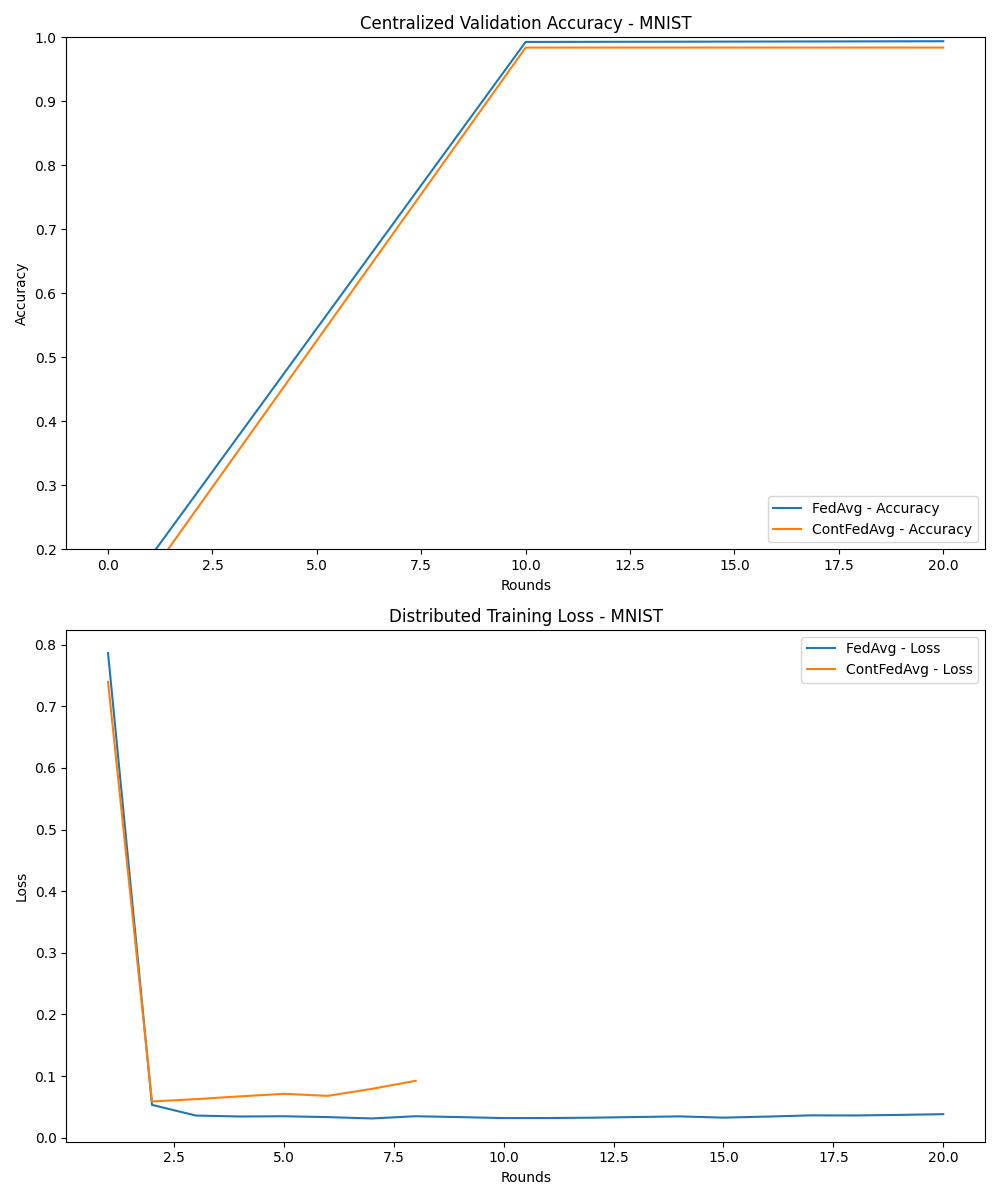 Centralized Validation Accuracy - MNIST
1.0
0.9
0.8
0.7
0.6
0.5
0.4
0.3
0.2
Accuracy
FedAvg - Accuracy
ContFedAvg - Accuracy
0.0 2.5 5.0 7.5 10.0 12.5 15.0 17.5 20.0
Rounds
Distributed Training Loss - MNIST
FedAvg - Loss
ContFedAvg - Loss
0.8
0.7
0.6
0.5
0.4
0.3
0.2
0.1
0.0
Loss
2.5 5.0 7.5 10.0 12.5 15.0 17.5 20.0
Rounds